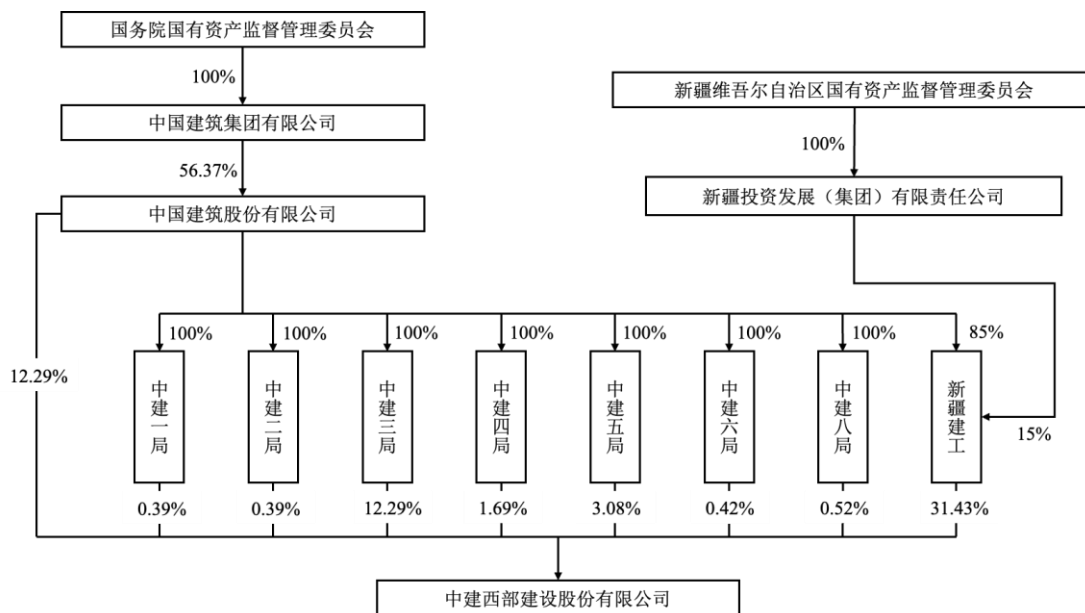 国务院国有资产监督管理委员会
100%
新疆维吾尔自治区国有资产监督管理委员会
中国建筑集团有限公司
100%
56.37%
新疆投资发展（集团）有限责任公司
中国建筑股份有限公司
100%
100%
100%
100%
100%
100%
100%
85%
12.29%
中建一局
中建二局
中建三局
中建四局
中建五局
中建六局
中建八局
新疆建工
15%
0.39%
0.39%
12.29%
1.69%
3.08%
0.42%
0.52%
31.43%
中建西部建设股份有限公司